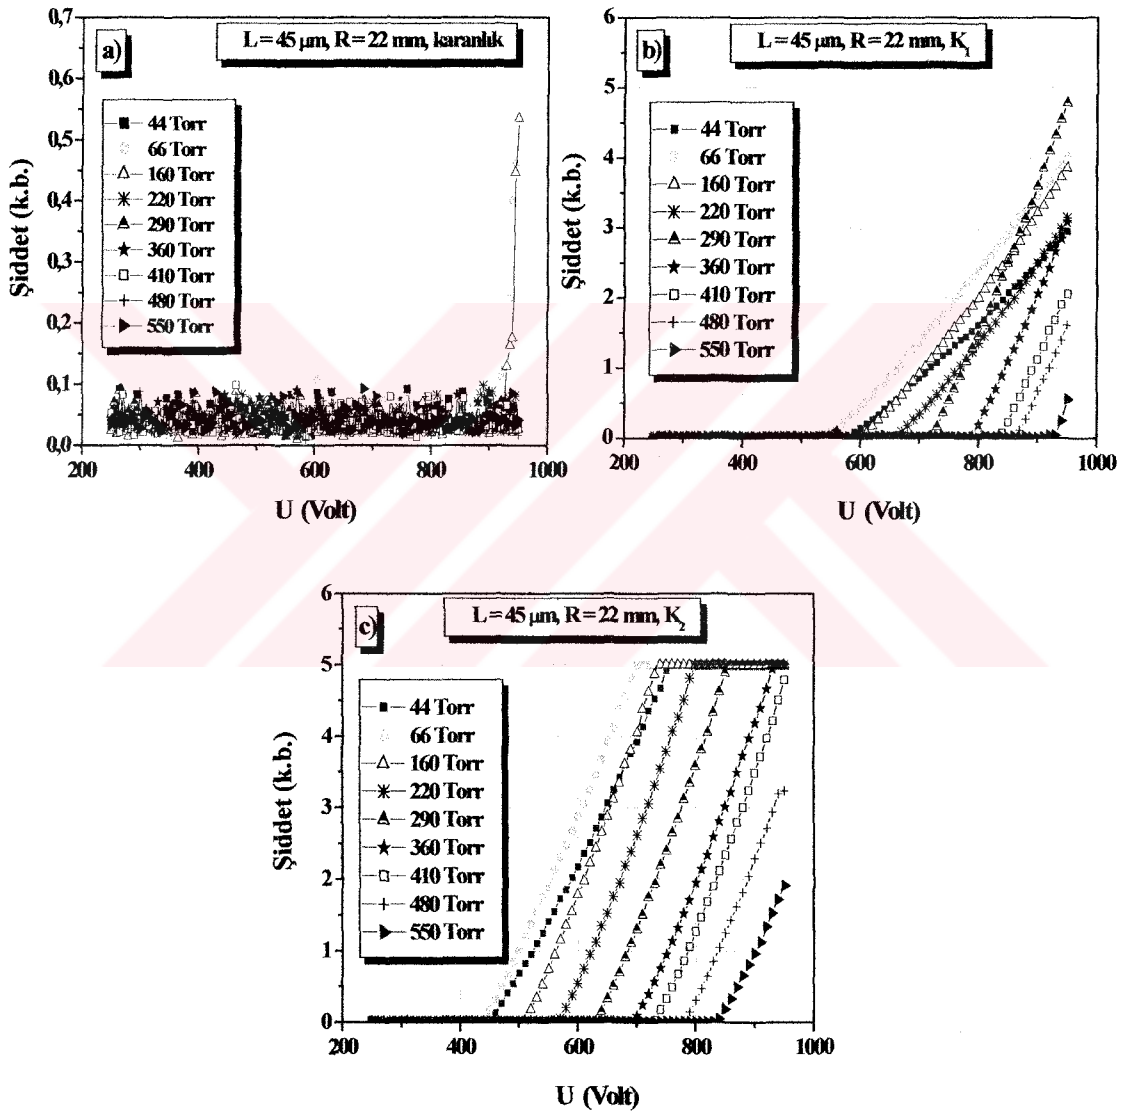 a)
L = 45 µm, R = 22 mm, karanlık
0,7
0,6
0,5
0,4
0,3
0,2
0,1
0,0
Şiddet (k.b.)
44 Torr
66 Torr
160 Torr
220 Torr
290 Torr
360 Torr
410 Torr
480 Torr
550 Torr
200 400 600 800 1000
U (Volt)
b)
L = 45 µm, R = 22 mm, K₁
6
5
4
3
2
1
0
Şiddet (k.b.)
44 Torr
66 Torr
160 Torr
220 Torr
290 Torr
360 Torr
410 Torr
480 Torr
550 Torr
200 400 600 800 1000
U (Volt)
c)
L = 45 µm, R = 22 mm, K₂
6
5
4
3
2
1
0
Şiddet (k.b.)
44 Torr
66 Torr
160 Torr
220 Torr
290 Torr
360 Torr
410 Torr
480 Torr
550 Torr
200 400 600 800 1000
U (Volt)